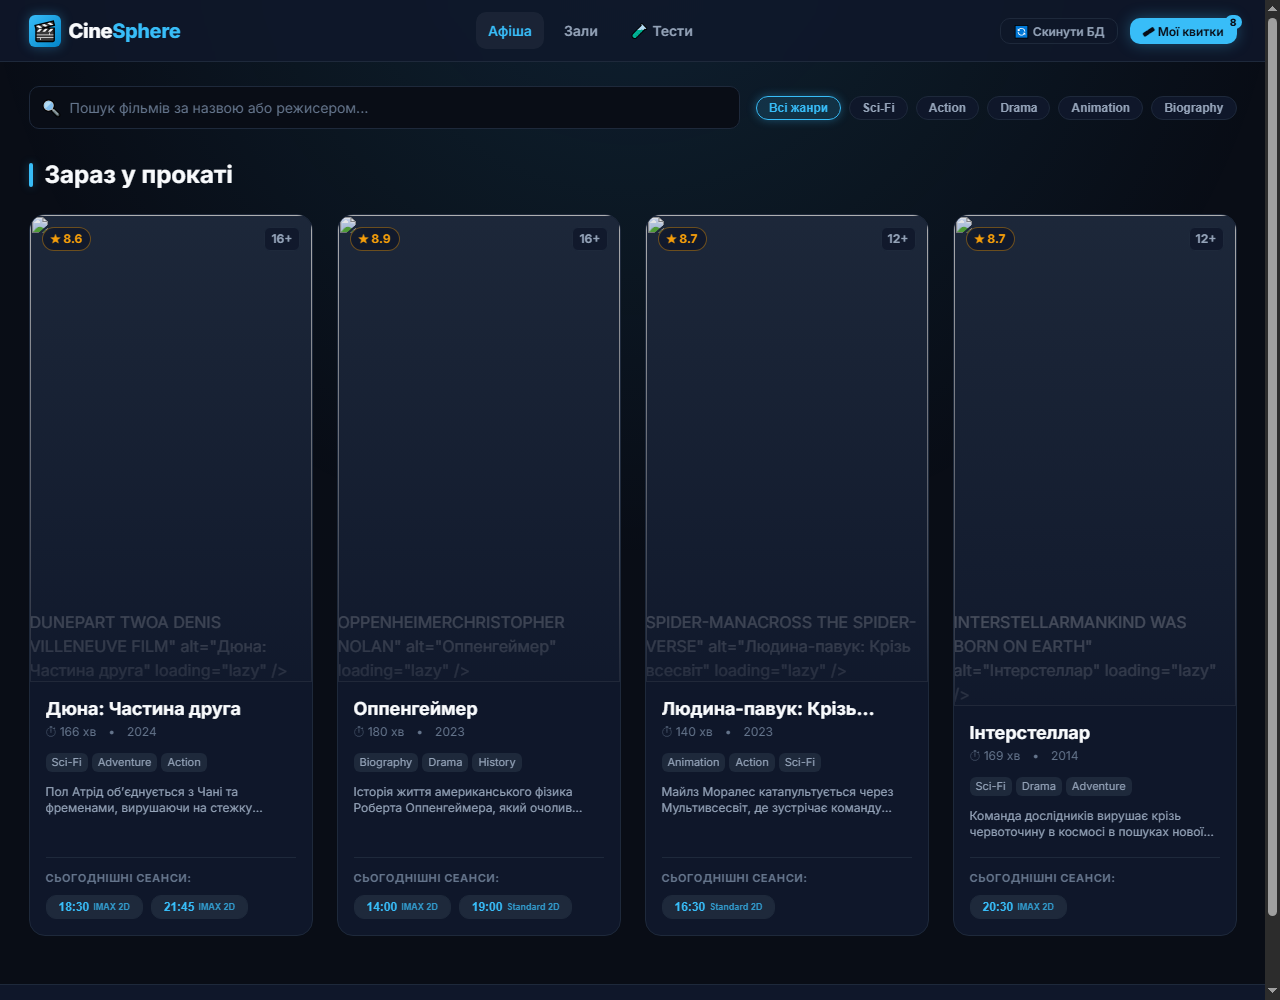 CineSphere
Афіша
Зали
Тести
Скинути БД
Мої квитки
8
Пошук фільмів за назвою або режисером...
Всі жанри
Sci-Fi
Action
Drama
Animation
Biography
Зараз у прокаті
★ 8.6
16+
DUNEPART TWOA DENIS
VILLENEUVE FILM" alt="Дюна:
Частина друга" loading="lazy" />
Дюна: Частина друга
166 хв • 2024
Sci-Fi Adventure Action
Пол Атрід об'єднується з Чані та
фременами, вирушаючи на стежку...
СЬОГОДНІШНІ СЕАНСИ:
18:30 IMAX 2D
21:45 IMAX 2D
★ 8.9
16+
OPPENHEIMERCHRISTOPHER
NOLAN" alt="Оппенгеймер"
loading="lazy" />
Оппенгеймер
180 хв • 2023
Biography Drama History
Історія життя американського фізика
Роберта Оппенгеймера, який очолив...
СЬОГОДНІШНІ СЕАНСИ:
14:00 IMAX 2D
19:00 Standard 2D
★ 8.7
12+
SPIDER-MANACROSS THE SPIDER-
VERSE" alt="Людина-павук: Крізь
всесвіт" loading="lazy" />
Людина-павук: Крізь...
140 хв • 2023
Animation Action Sci-Fi
Майлз Моралес катапультується через
Мультивсесвіт, де зустрічає команду...
СЬОГОДНІШНІ СЕАНСИ:
16:30 Standard 2D
★ 8.7
12+
INTERSTELLARMANKIND WAS
BORN ON EARTH"
alt="Інтерстеллар" loading="lazy"
/>
Інтерстеллар
169 хв • 2014
Sci-Fi Drama Adventure
Команда дослідників вирушає крізь
червоточину в космосі в пошуках нової...
СЬОГОДНІШНІ СЕАНСИ:
20:30 IMAX 2D